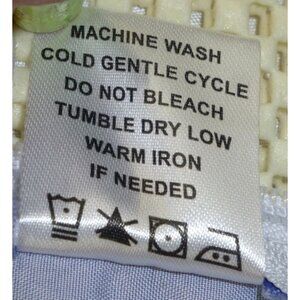 MACHINE WASH
COLD GENTLE CYCLE
DO NOT BLEACH
TUMBLE DRY LOW
WARM IRON
IF NEEDED